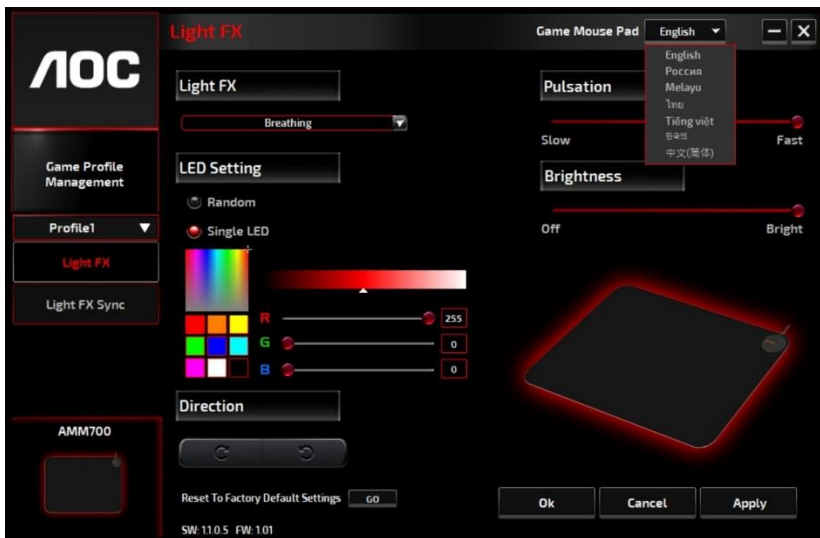 Light FX
Game Mouse Pad
English
AOC
English
Россия
Melayu
ไทย
Tiếng việt
中文(简体)
Light FX
Breathing
Pulsation
Slow
Fast
Game Profile
Management
LED Setting
Random
Brightness
Profile1
Single LED
Off
Bright
Light FX
Light FX Sync
R
255
G
0
B
0
Direction
AMM700
Reset To Factory Default Settings
GO
Ok
Cancel
Apply
SW: 1.1.0.5 FW: 1.01